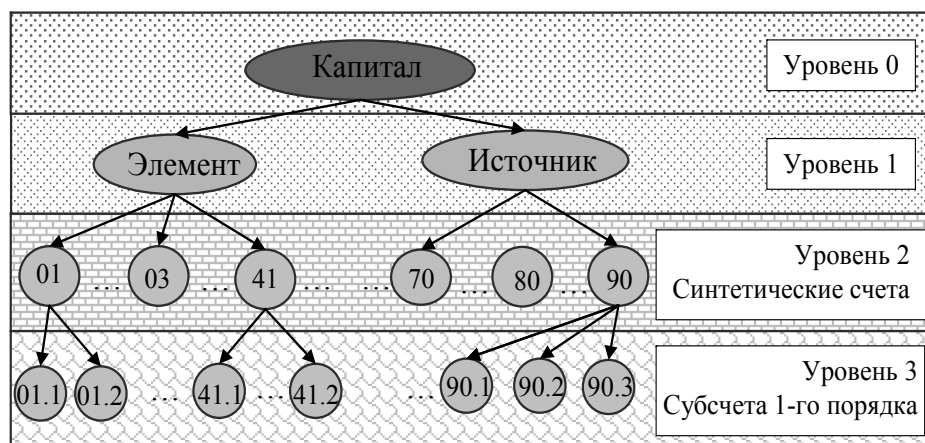 Капитал
Уровень 0
Элемент
Источник
Уровень 1
01 ... 03 ... 41 ... ... 70 ... 80 ... 90
Уровень 2
Синтетические счета
01.1 01.2 ... 41.1 ... 41.2 ... 90.1 90.2 90.3
Уровень 3
Субсчета 1-го порядка